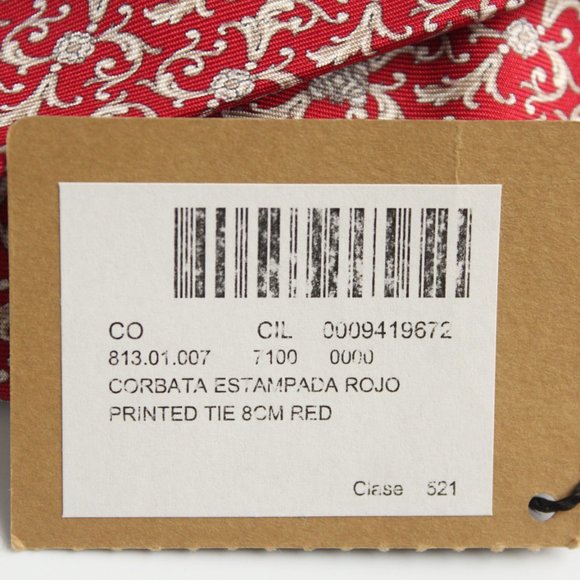 CO CIL 0009419672
813.01.007 7100 0000
CORBATA ESTAMPADA ROJO
PRINTED TIE 8CM RED
Clase 521